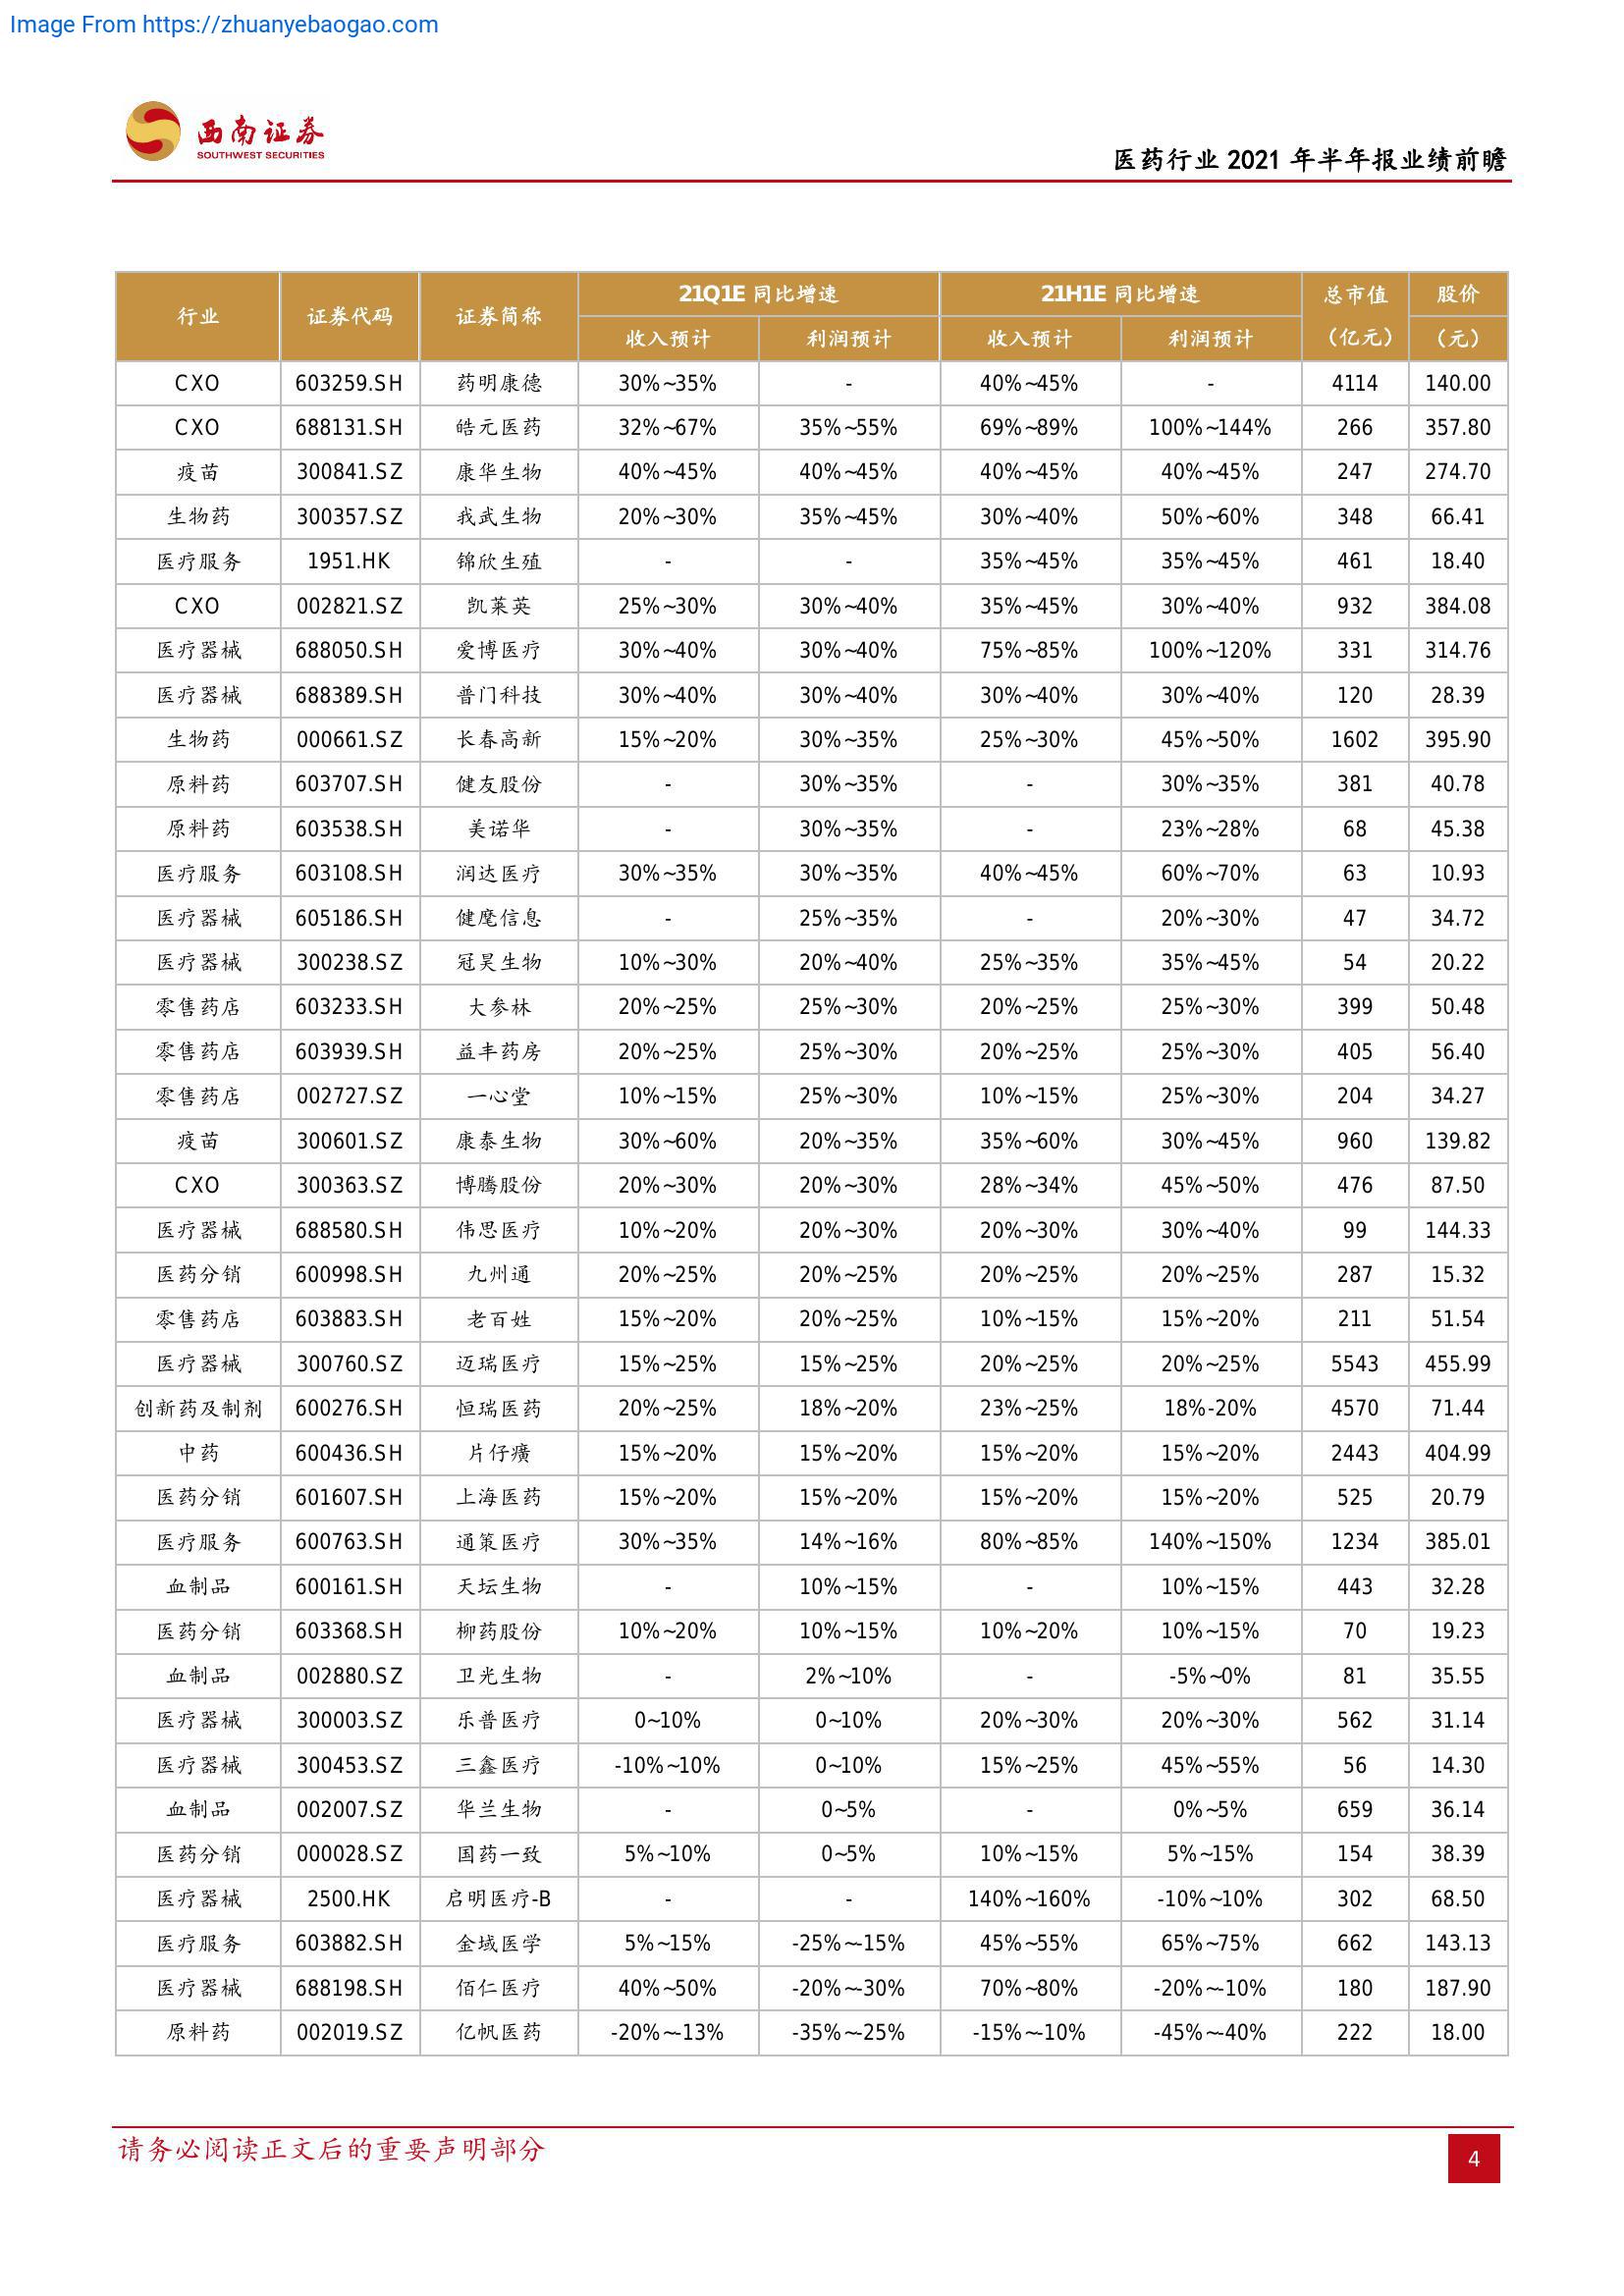 Image From https://zhuanyebaogao.com
西南证券
SOUTHWEST SECURITIES
医药行业 2021 年半年报业绩前瞻
行业 证券代码 证券简称 21Q1E 同比增速 21H1E 同比增速 总市值（亿元） 股价（元）
收入预计 利润预计 收入预计 利润预计
CXO 603259.SH 药明康德 30%~35% - 40%~45% - 4114 140.00
CXO 688131.SH 皓元医药 32%~67% 35%~55% 69%~89% 100%~144% 266 357.80
疫苗 300841.SZ 康华生物 40%~45% 40%~45% 40%~45% 40%~45% 247 274.70
生物药 300357.SZ 我武生物 20%~30% 35%~45% 30%~40% 50%~60% 348 66.41
医疗服务 1951.HK 锦欣生殖 - - 35%~45% 35%~45% 461 18.40
CXO 002821.SZ 凯莱英 25%~30% 30%~40% 35%~45% 30%~40% 932 384.08
医疗器械 688050.SH 爱博医疗 30%~40% 30%~40% 75%~85% 100%~120% 331 314.76
医疗器械 688389.SH 普门科技 30%~40% 30%~40% 30%~40% 30%~40% 120 28.39
生物药 000661.SZ 长春高新 15%~20% 30%~35% 25%~30% 45%~50% 1602 395.90
原料药 603707.SH 健友股份 - 30%~35% - 30%~35% 381 40.78
原料药 603538.SH 美诺华 - 30%~35% - 23%~28% 68 45.38
医疗服务 603108.SH 润达医疗 30%~35% 30%~35% 40%~45% 60%~70% 63 10.93
医疗器械 605186.SH 健麾信息 - 25%~35% - 20%~30% 47 34.72
医疗器械 300238.SZ 冠昊生物 10%~30% 20%~40% 25%~35% 35%~45% 54 20.22
零售药店 603233.SH 大参林 20%~25% 25%~30% 20%~25% 25%~30% 399 50.48
零售药店 603939.SH 益丰药房 20%~25% 25%~30% 20%~25% 25%~30% 405 56.40
零售药店 002727.SZ 一心堂 10%~15% 25%~30% 10%~15% 25%~30% 204 34.27
疫苗 300601.SZ 康泰生物 30%~60% 20%~35% 35%~60% 30%~45% 960 139.82
CXO 300363.SZ 博腾股份 20%~30% 20%~30% 28%~34% 45%~50% 476 87.50
医疗器械 688580.SH 伟思医疗 10%~20% 20%~30% 20%~30% 30%~40% 99 144.33
医药分销 600998.SH 九州通 20%~25% 20%~25% 20%~25% 20%~25% 287 15.32
零售药店 603883.SH 老百姓 15%~20% 20%~25% 10%~15% 15%~20% 211 51.54
医疗器械 300760.SZ 迈瑞医疗 15%~25% 15%~25% 20%~25% 20%~25% 5543 455.99
创新药及制剂 600276.SH 恒瑞医药 20%~25% 18%~20% 23%~25% 18%-20% 4570 71.44
中药 600436.SH 片仔癀 15%~20% 15%~20% 15%~20% 15%~20% 2443 404.99
医药分销 601607.SH 上海医药 15%~20% 15%~20% 15%~20% 15%~20% 525 20.79
医疗服务 600763.SH 通策医疗 30%~35% 14%~16% 80%~85% 140%~150% 1234 385.01
血制品 600161.SH 天坛生物 - 10%~15% - 10%~15% 443 32.28
医药分销 603368.SH 柳药股份 10%~20% 10%~15% 10%~20% 10%~15% 70 19.23
血制品 002880.SZ 卫光生物 - 2%~10% - -5%~0% 81 35.55
医疗器械 300003.SZ 乐普医疗 0~10% 0~10% 20%~30% 20%~30% 562 31.14
医疗器械 300453.SZ 三鑫医疗 -10%~10% 0~10% 15%~25% 45%~55% 56 14.30
血制品 002007.SZ 华兰生物 - 0~5% - 0%~5% 659 36.14
医药分销 000028.SZ 国药一致 5%~10% 0~5% 10%~15% 5%~15% 154 38.39
医疗器械 2500.HK 启明医疗-B - - 140%~160% -10%~10% 302 68.50
医疗服务 603882.SH 金域医学 5%~15% -25%~-15% 45%~55% 65%~75% 662 143.13
医疗器械 688198.SH 佰仁医疗 40%~50% -20%~-30% 70%~80% -20%~-10% 180 187.90
原料药 002019.SZ 亿帆医药 -20%~-13% -35%~-25% -15%~-10% -45%~-40% 222 18.00
请务必阅读正文后的重要声明部分
4